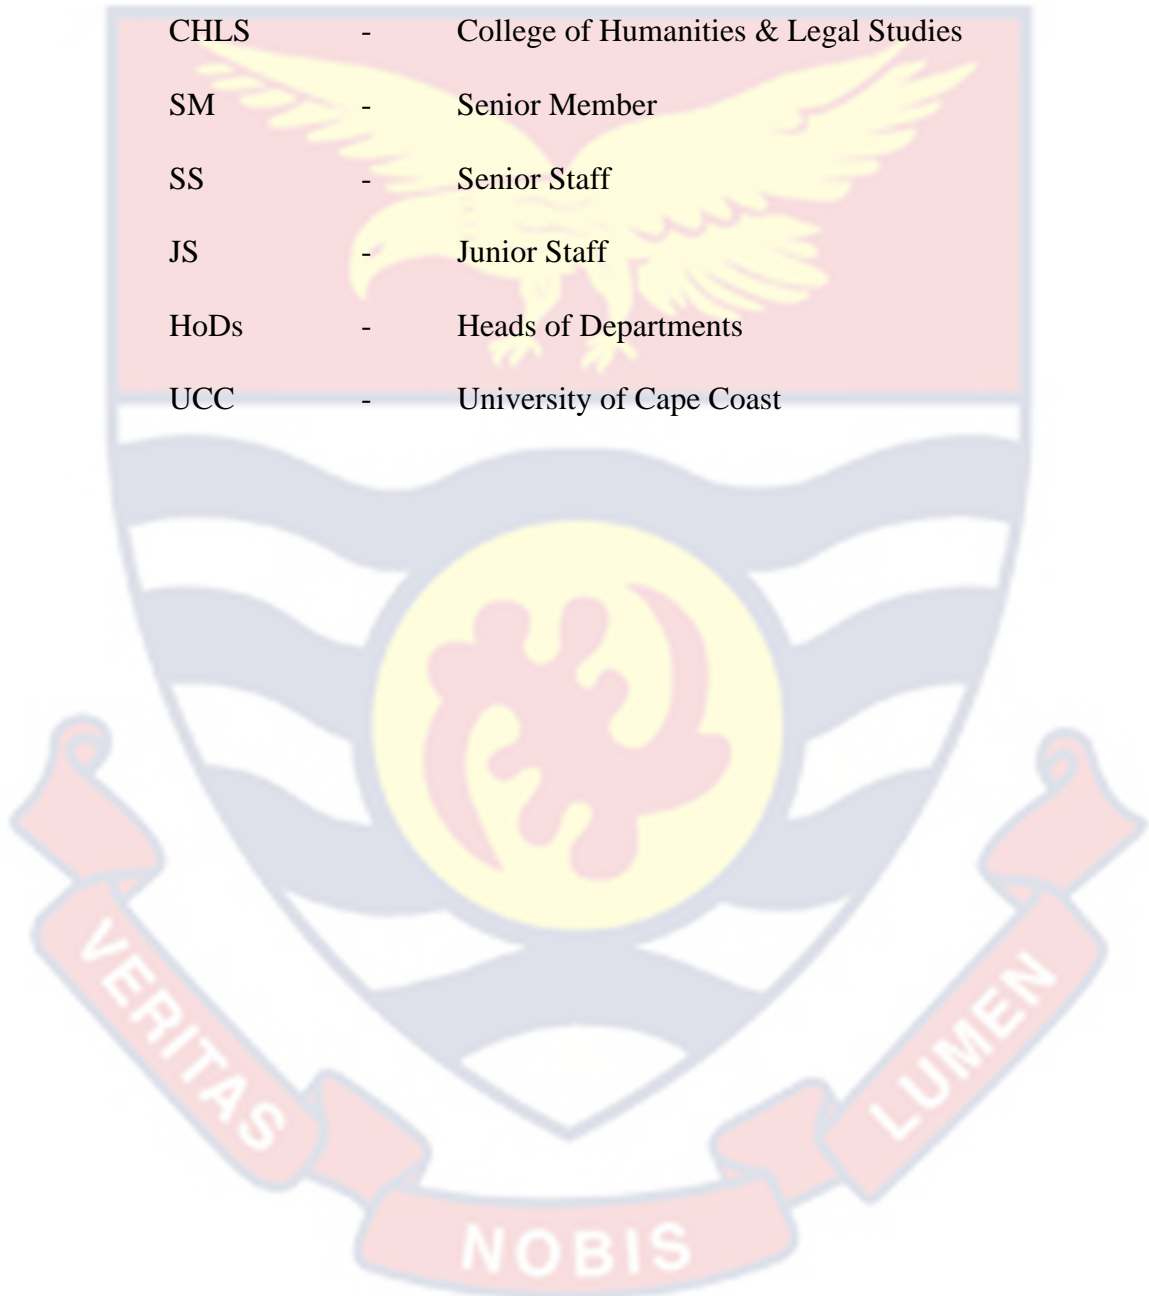 CHLS - College of Humanities & Legal Studies
SM - Senior Member
SS - Senior Staff
JS - Junior Staff
HoDs - Heads of Departments
UCC - University of Cape Coast
VERITAS
NOBIS
LUMEN